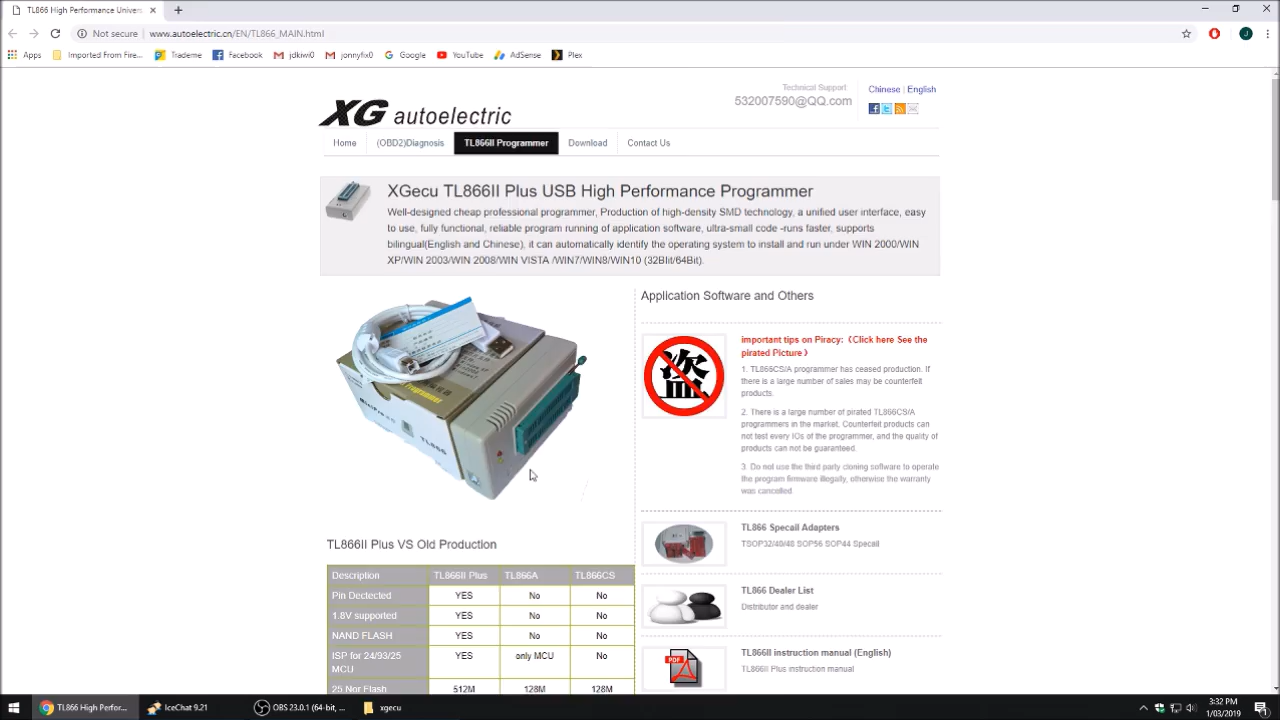 TL866 High Performance Univers
Not secure | www.autoelectric.cn/EN/TL866_MAIN.html
Apps Imported From Fire... Trademe Facebook jdkiwi0 jonnyfix0 Google YouTube AdSense Plex
Technical Support:
532007590@QQ.com
Chinese | English
XG autoelectric
Home (OBD2)Diagnosis TL866II Programmer Download Contact Us
XGecu TL866II Plus USB High Performance Programmer
Well-designed cheap professional programmer, Production of high-density SMD technology, a unified user interface, easy
to use, fully functional, reliable program running of application software, ultra-small code -runs faster, supports
bilingual(English and Chinese), it can automatically identify the operating system to install and run under WIN 2000/WIN
XP/WIN 2003/WIN 2008/WIN VISTA /WIN7/WIN8/WIN10 (32BIit/64Bit).
TL866
Application Software and Others
盗
important tips on Piracy:《Click here See the
pirated Picture》
1. TL866CS/A programmer has ceased production. If
there is a large number of sales may be counterfeit
products.
2. There is a large number of pirated TL866CS/A
programmers in the market. Counterfeit products can
not test every IOs of the programmer, and the quality of
products can not be guaranteed.
3. Do not use the third party cloning software to operate
the program firmware illegally, otherwise the warranty
was cancelled.
TL866 Specail Adapters
TSOP32/40/48 SOP56 SOP44 Specail
TL866 Dealer List
Distributor and dealer
PDF
TL866II instruction manual (English)
TL866II Plus instruction manual
TL866II Plus VS Old Production
Description TL866II Plus TL866A TL866CS
Pin Dectected YES No No
1.8V supported YES No No
NAND FLASH YES No No
ISP for 24/93/25 MCU YES only MCU No
25 Nor Flash 512M 128M 128M
TL866 High Perfor... IceChat 9.21 OBS 23.0.1 (64-bit, ... xgecu
3:32 PM
1/03/2019